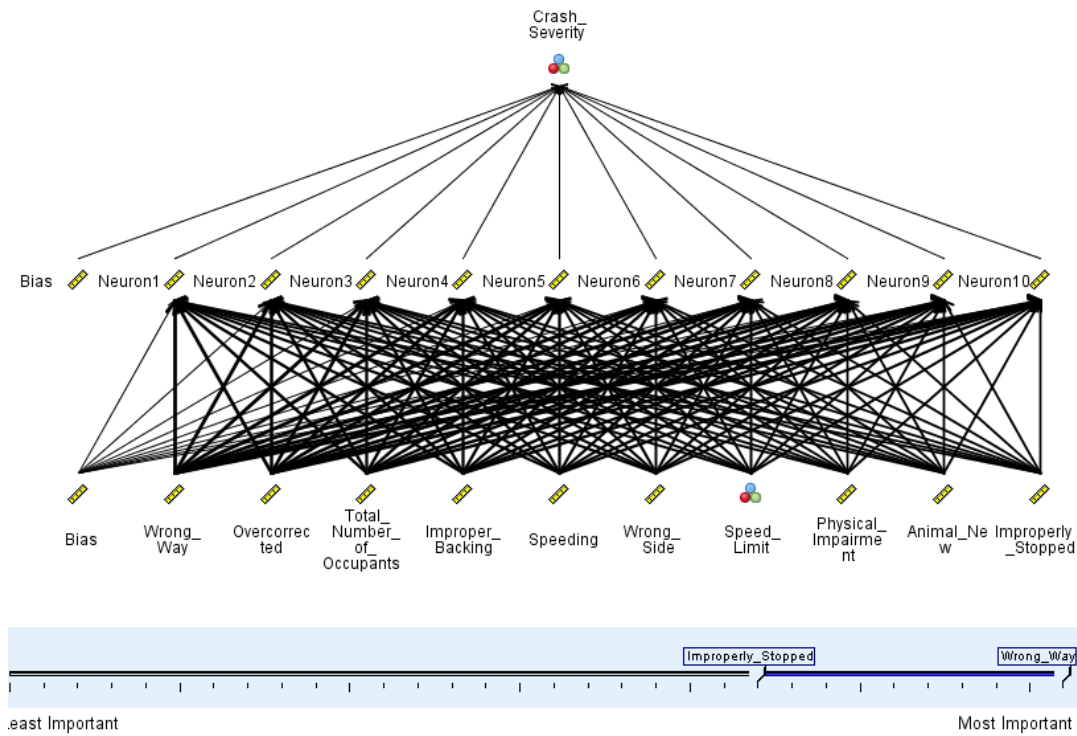 Crash_
Severity
Bias Neuron1 Neuron2 Neuron3 Neuron4 Neuron5 Neuron6 Neuron7 Neuron8 Neuron9 Neuron10
Bias
Wrong_
Way
Overcorrec
ted
Total_
Number_
of_
Occupants
Improper_
Backing
Speeding
Wrong_
Side
Speed_
Limit
Physical_
Impairme
nt
Animal_Ne
w
Improperly
_Stopped
Improperly_Stopped
Wrong_Way
east Important
Most Important